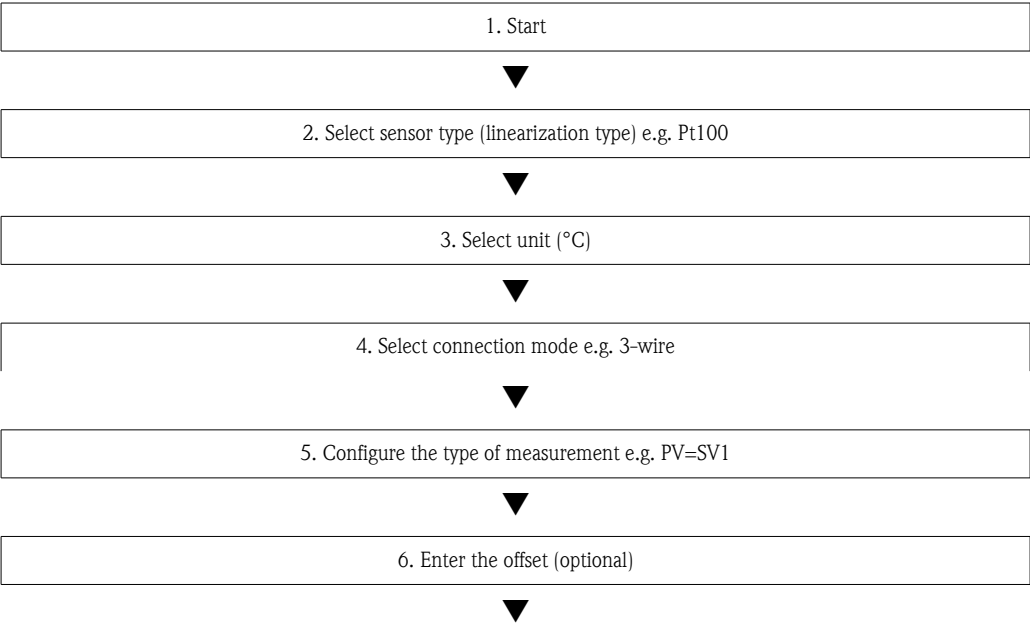 1. Start
2. Select sensor type (linearization type) e.g. Pt100
3. Select unit (°C)
4. Select connection mode e.g. 3-wire
5. Configure the type of measurement e.g. PV=SV1
6. Enter the offset (optional)